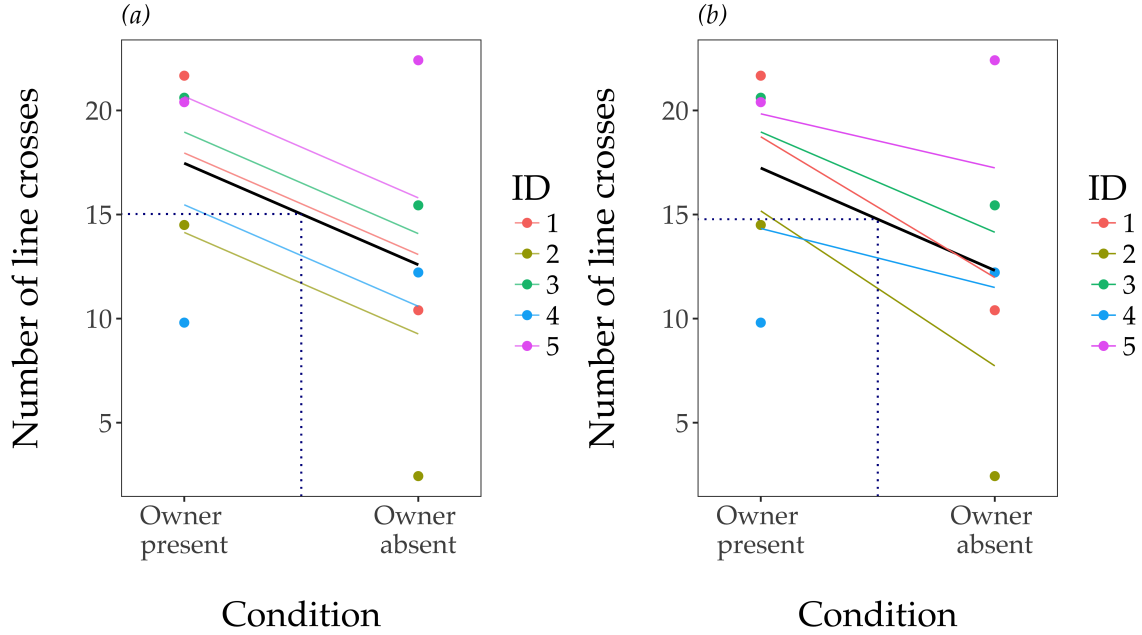 (a)
Number of line crosses
20
15
10
5
Owner present
Owner absent
Condition
ID
1
2
3
4
5
(b)
Number of line crosses
20
15
10
5
Owner present
Owner absent
Condition
ID
1
2
3
4
5